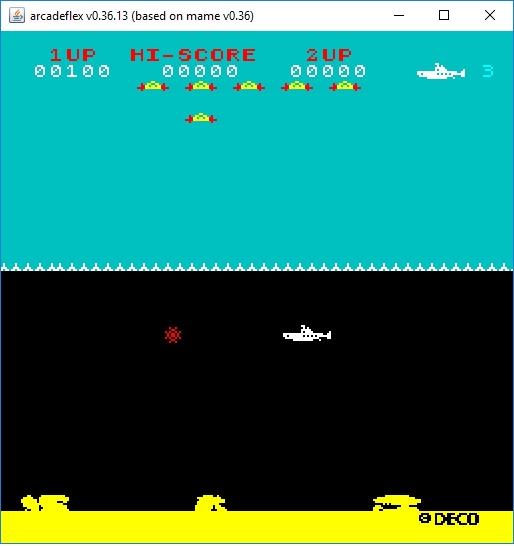 arcadeflex v0.36.13 (based on mame v0.36)
1UP HI-SCORE 2UP
00100 00000 00000 3
©DECO